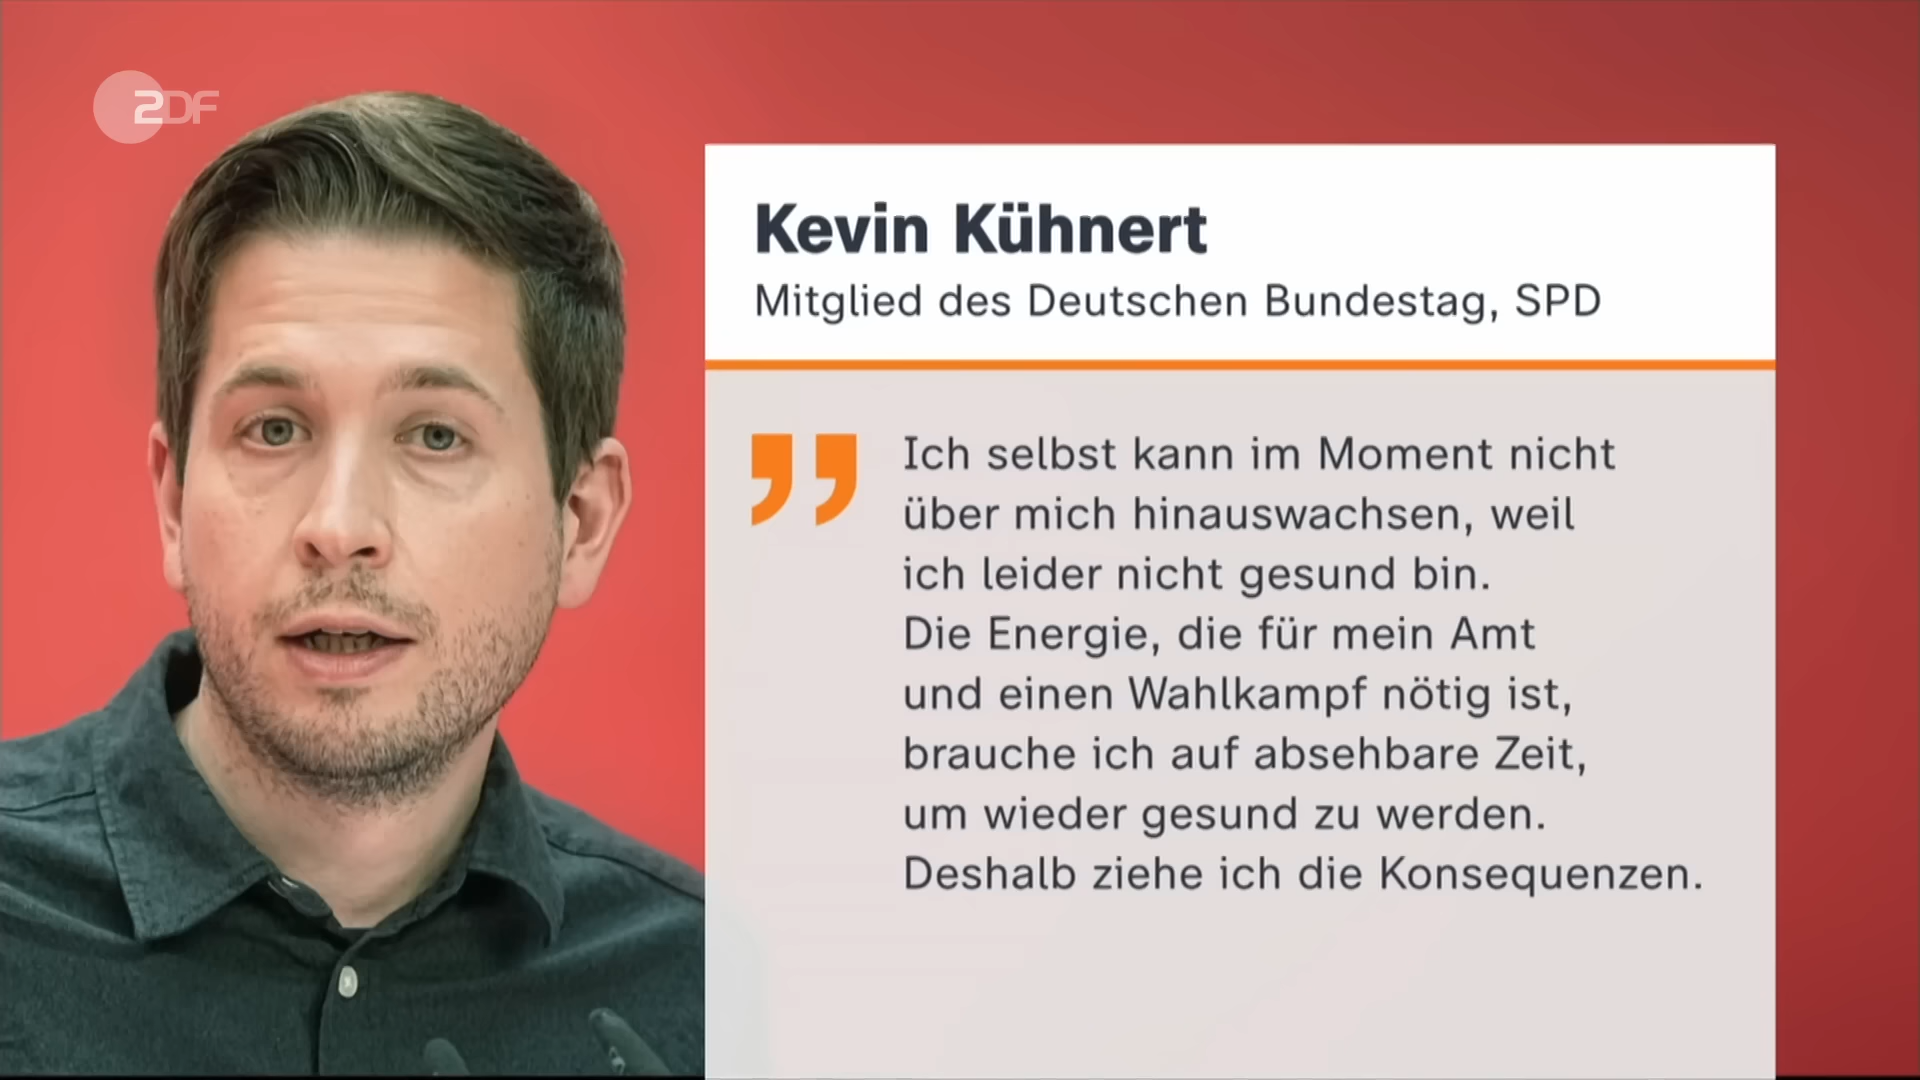 ZDF
Kevin Kühnert
Mitglied des Deutschen Bundestag, SPD
"
Ich selbst kann im Moment nicht
über mich hinauswachsen, weil
ich leider nicht gesund bin.
Die Energie, die für mein Amt
und einen Wahlkampf nötig ist,
brauche ich auf absehbare Zeit,
um wieder gesund zu werden.
Deshalb ziehe ich die Konsequenzen.